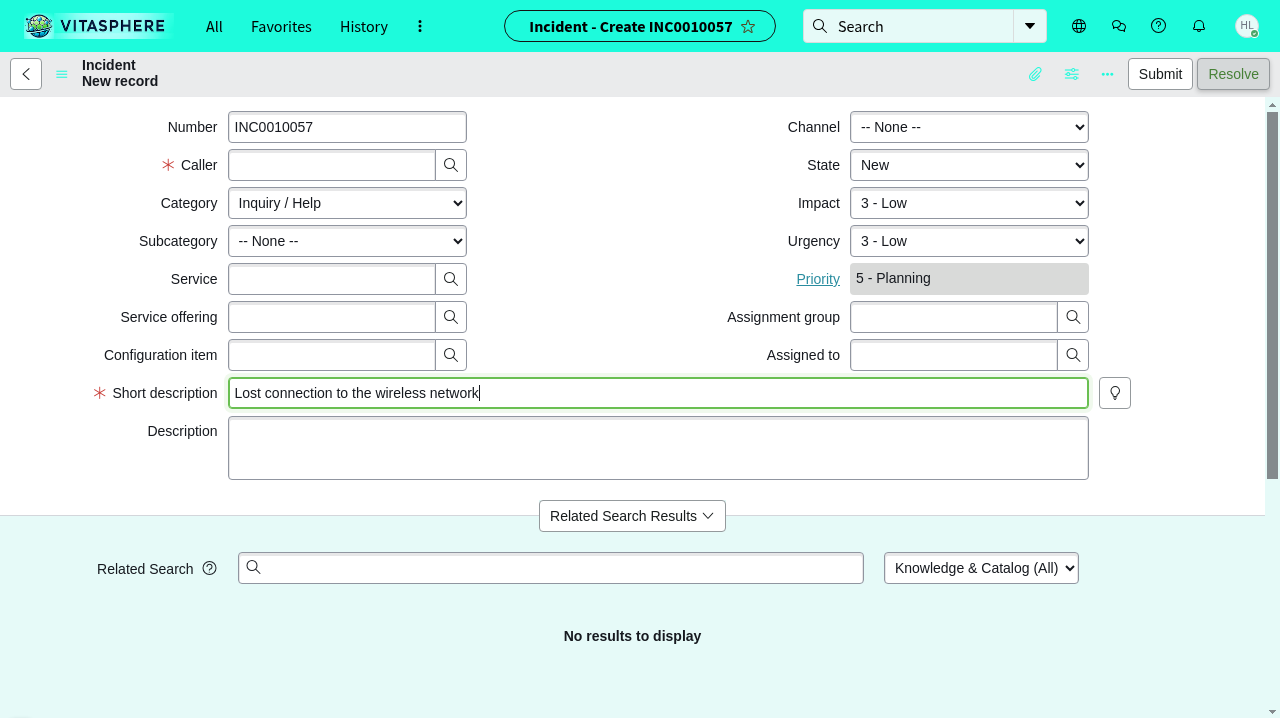 VITASPHERE
All
Favorites
History
Incident - Create INC0010057
Search
HL
Incident
New record
Submit
Resolve
Number
INC0010057
Channel
-- None --
Caller
State
New
Category
Inquiry / Help
Impact
3 - Low
Subcategory
-- None --
Urgency
3 - Low
Service
Priority
5 - Planning
Service offering
Assignment group
Configuration item
Assigned to
Short description
Lost connection to the wireless network
Description
Related Search Results
Related Search
Knowledge & Catalog (All)
No results to display